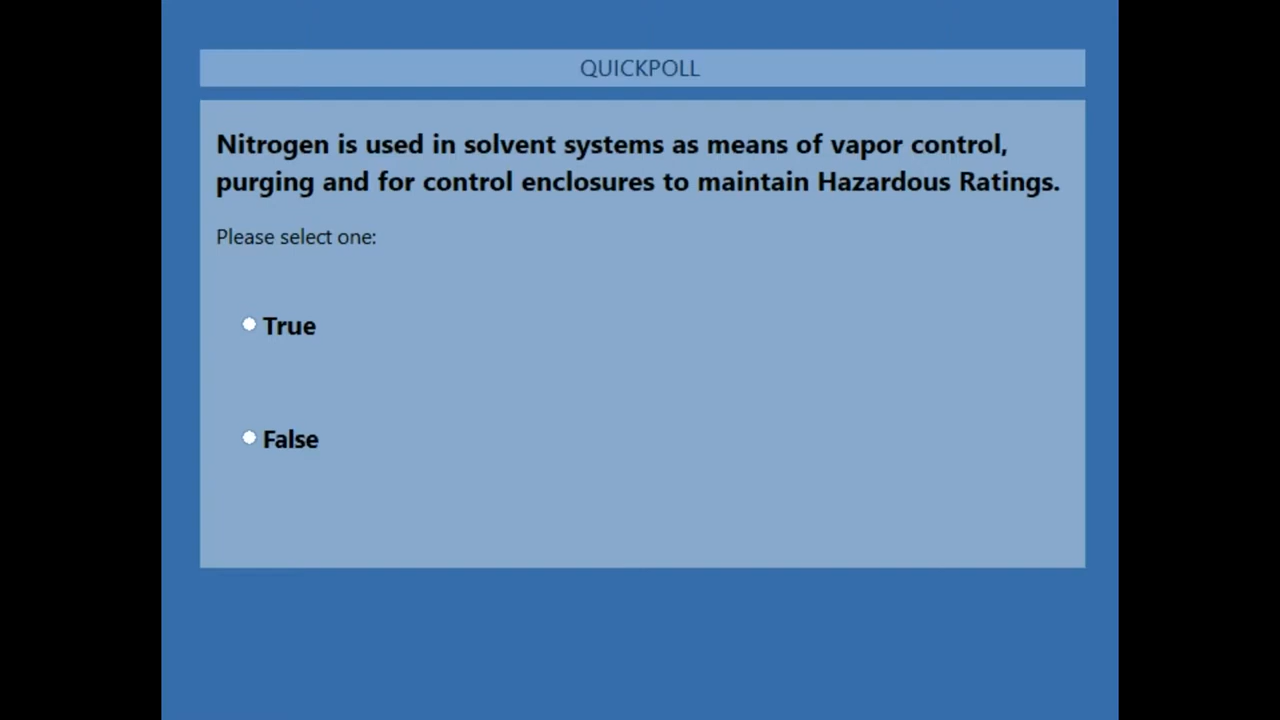 QUICKPOLL
Nitrogen is used in solvent systems as means of vapor control,
purging and for control enclosures to maintain Hazardous Ratings.
Please select one:
True
False